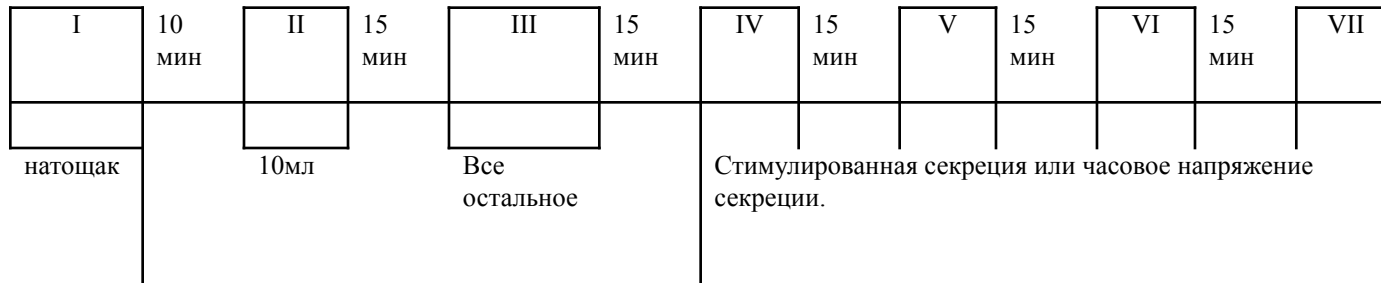 I 10 мин II 15 мин III 15 мин IV 15 мин V 15 мин VI 15 мин VII
натощак 10мл Все остальное Стимулированная секреция или часовое напряжение
секреции.